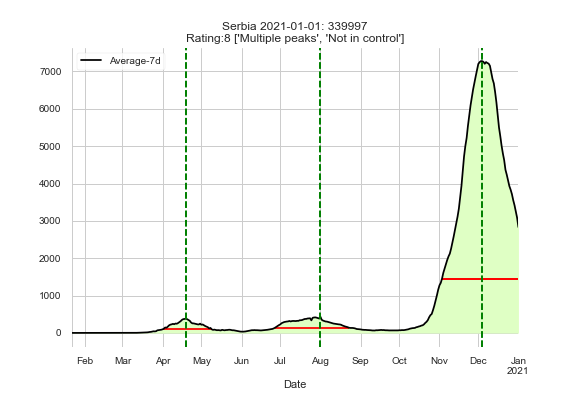 Serbia 2021-01-01: 339997
Rating:8 ['Multiple peaks', 'Not in control']
Average-7d
7000
6000
5000
4000
3000
2000
1000
0
Feb Mar Apr May Jun Jul Aug Sep Oct Nov Dec Jan
2021
Date